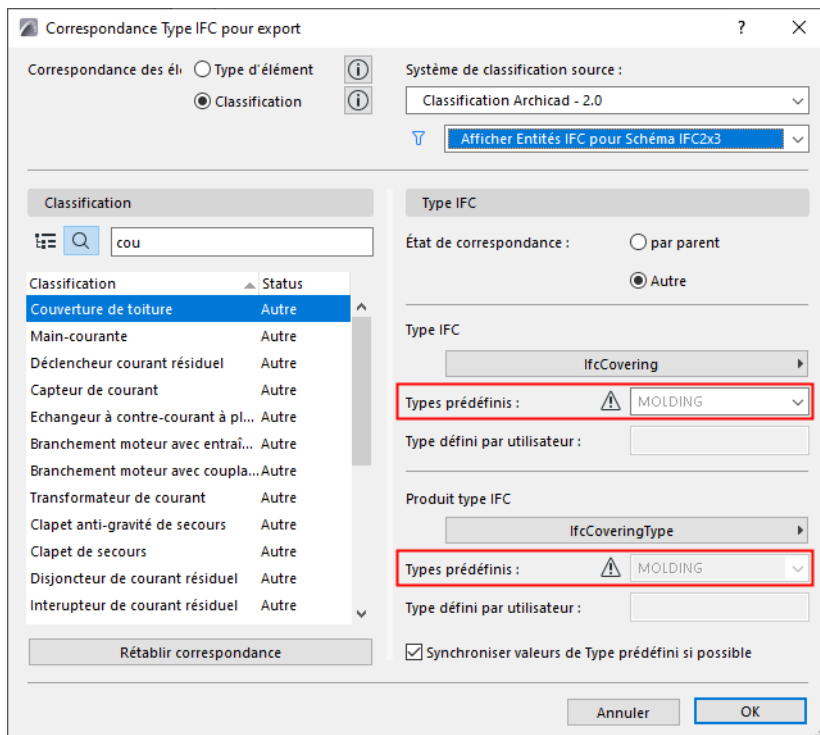 Correspondance Type IFC pour export
?
Correspondance des élé
Type d'élément
Classification
Système de classification source :
Classification Archicad - 2.0
Afficher Entités IFC pour Schéma IFC2x3
Classification
cou
Classification Status
Couverture de toiture Autre
Main-courante Autre
Déclencheur courant résiduel Autre
Capteur de courant Autre
Echangeur à contre-courant à pl... Autre
Branchement moteur avec entraî... Autre
Branchement moteur avec coupla... Autre
Transformateur de courant Autre
Clapet anti-gravité de secours Autre
Clapet de secours Autre
Disjoncteur de courant résiduel Autre
Interupteur de courant résiduel Autre
Rétablir correspondance
Type IFC
État de correspondance :
par parent
Autre
Type IFC
IfcCovering
Types prédéfinis : MOLDING
Type défini par utilisateur :
Produit type IFC
IfcCoveringType
Types prédéfinis : MOLDING
Type défini par utilisateur :
Synchroniser valeurs de Type prédéfini si possible
Annuler
OK